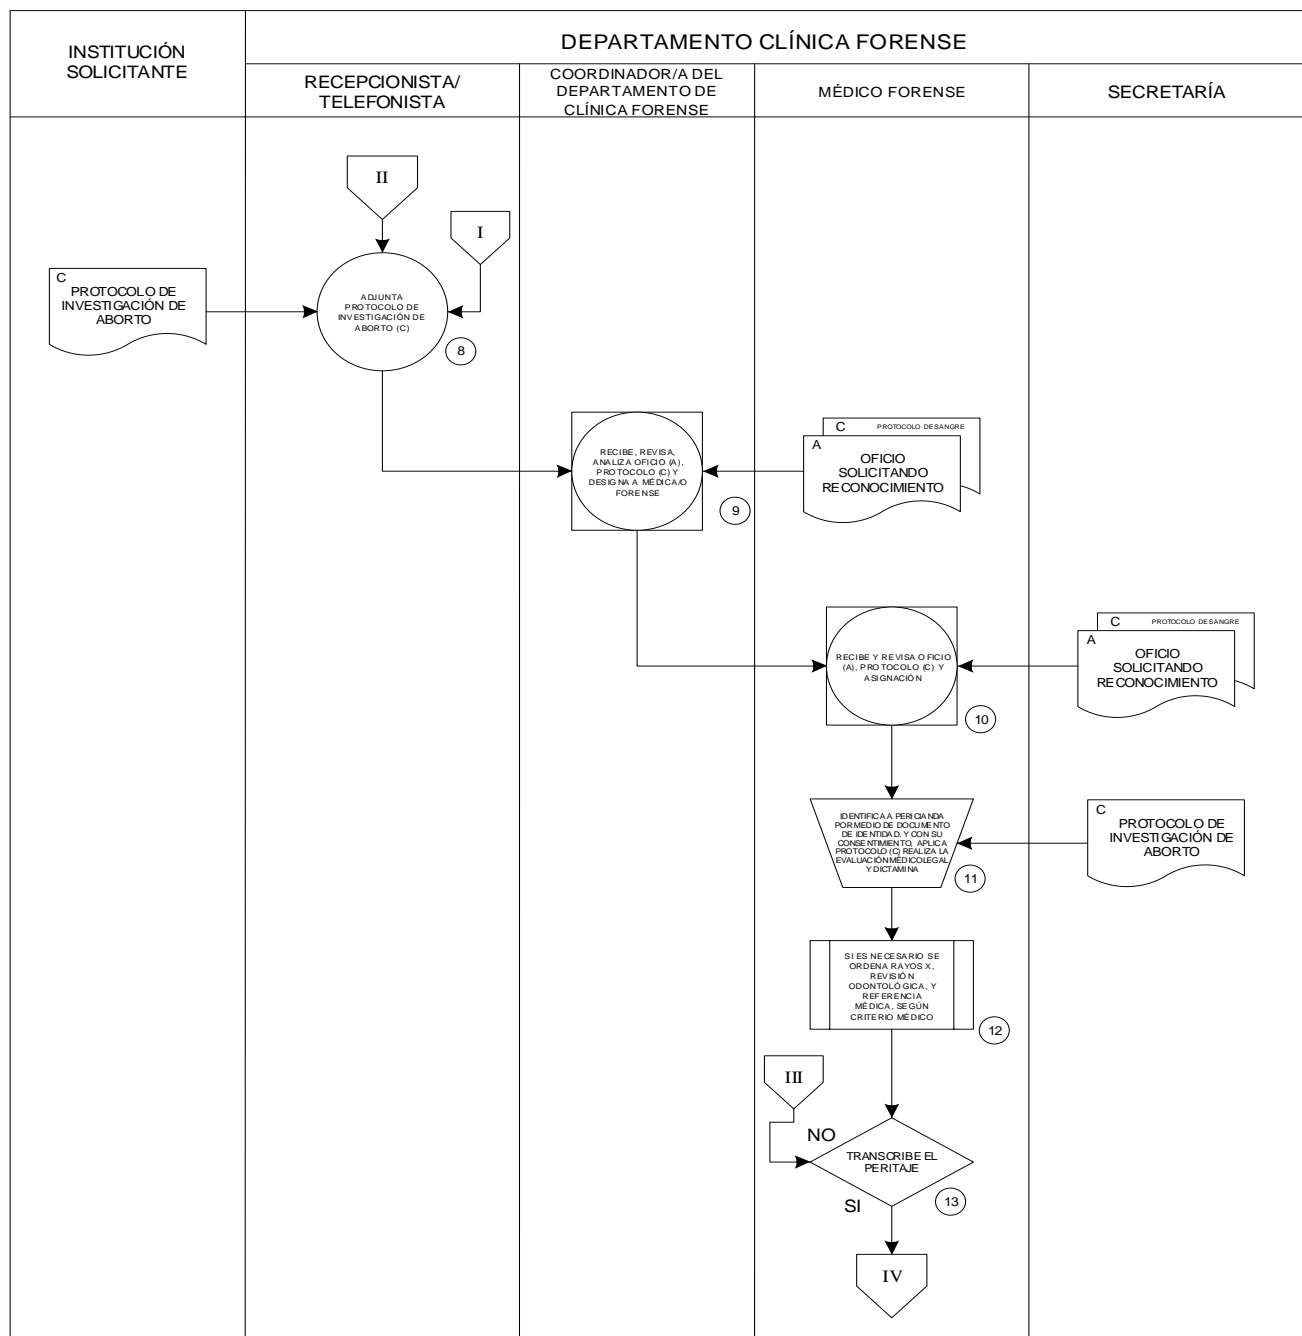 INSTITUCIÓN
SOLICITANTE
DEPARTAMENTO CLÍNICA FORENSE
RECEPCIONISTA/
TELEFONISTA
COORDINADOR/A DEL
DEPARTAMENTO DE
CLÍNICA FORENSE
MÉDICO FORENSE
SECRETARÍA
II
I
C
PROTOCOLO DE
INVESTIGACIÓN DE
ABORTO
ADJUNTA
PROTOCOLO DE
INVESTIGACIÓN DE
ABORTO (C)
8
RECIBE, REVISA,
ANALIZA OFICIO (A),
PROTOCOLO (C) Y
DESIGNA A MÉDICA/O
FORENSE
9
C
PROTOCOLO DE SANGRE
A
OFICIO
SOLICITANDO
RECONOCIMIENTO
RECIBE Y REVISA OFICIO
(A), PROTOCOLO (C) Y
ASIGNACIÓN
10
C
PROTOCOLO DE SANGRE
A
OFICIO
SOLICITANDO
RECONOCIMIENTO
IDENTIFICA A PERICIANDA
POR MEDIO DE DOCUMENTO
DE IDENTIDAD. Y CON SU
CONSENTIMIENTO, APLICA
PROTOCOLO (C) REALIZA LA
EVALUACIÓN MÉDICO LEGAL
Y DICTAMINA
11
C
PROTOCOLO DE
INVESTIGACIÓN DE
ABORTO
SI ES NECESARIO SE
ORDENA RAYOS X,
REVISIÓN
ODONTOLÓGICA, Y
REFERENCIA
MÉDICA, SEGÚN
CRITERIO MÉDICO
12
III
NO
TRANSCRIBE EL
PERITAJE
13
SI
IV